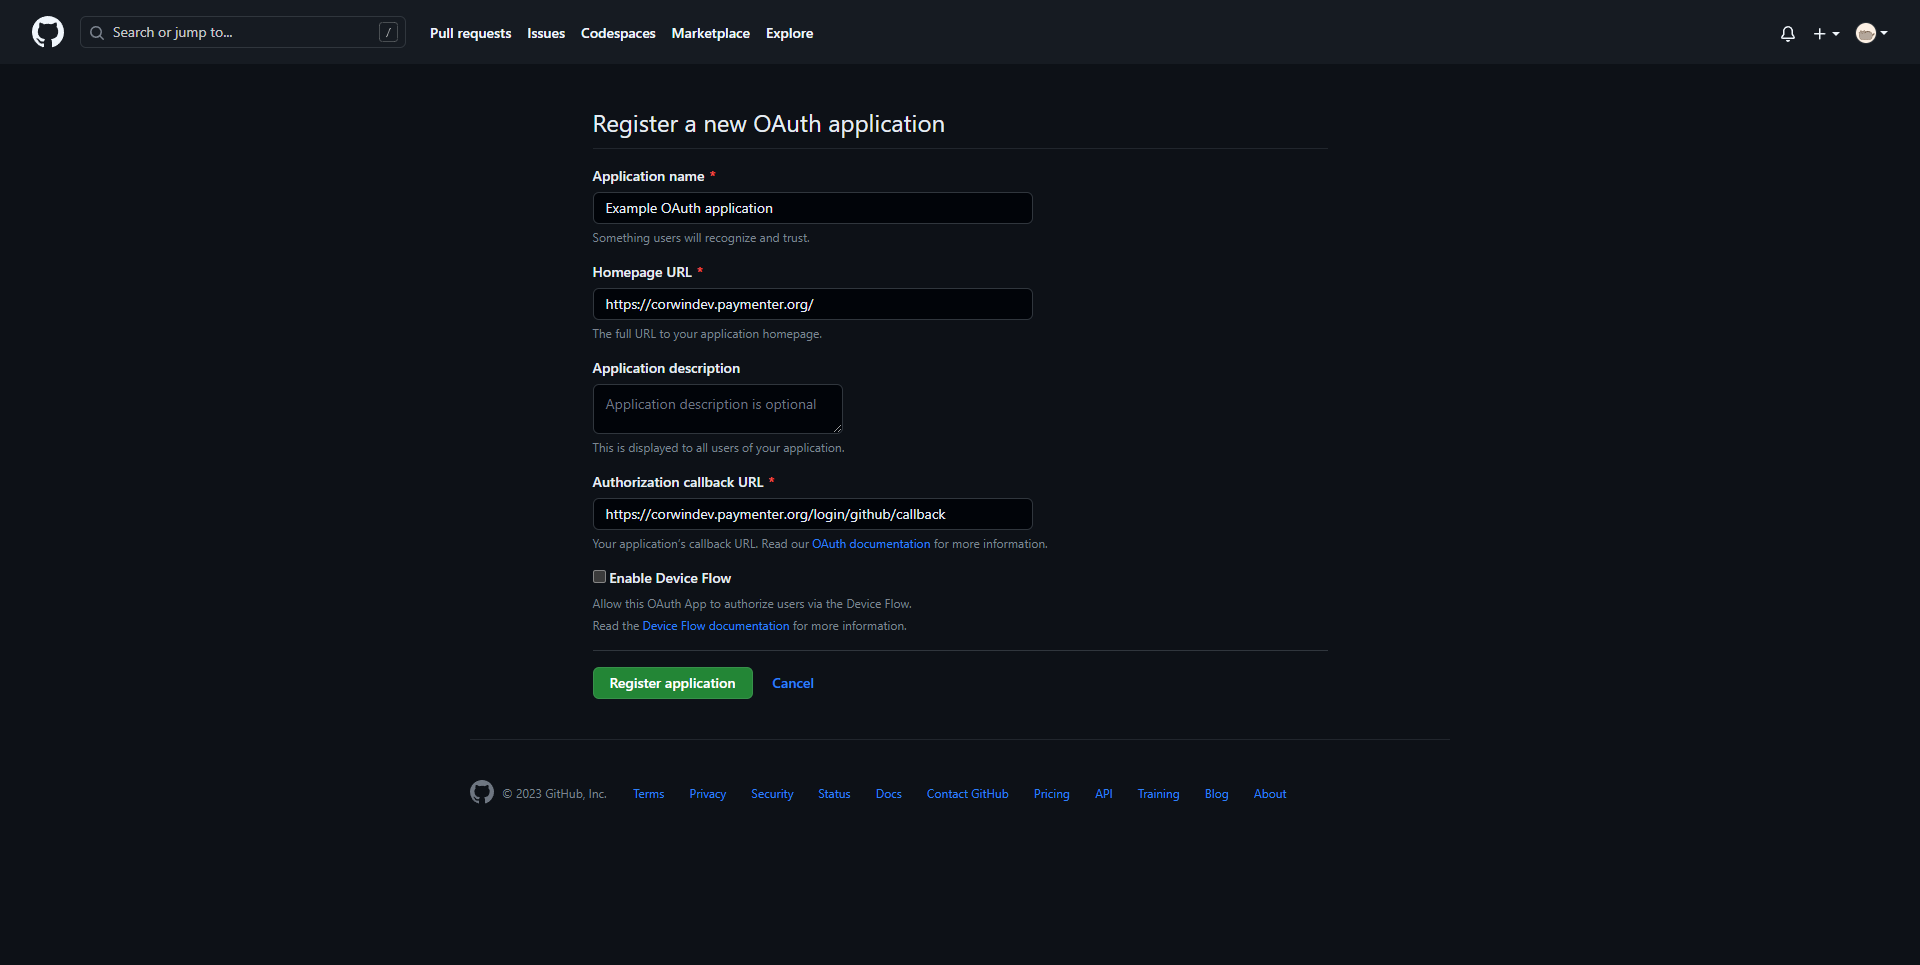 Search or jump to... /
Pull requests Issues Codespaces Marketplace Explore
Register a new OAuth application
Application name *
Example OAuth application
Something users will recognize and trust.
Homepage URL *
https://corwindev.paymenter.org/
The full URL to your application homepage.
Application description
Application description is optional
This is displayed to all users of your application.
Authorization callback URL *
https://corwindev.paymenter.org/login/github/callback
Your application’s callback URL. Read our OAuth documentation for more information.
Enable Device Flow
Allow this OAuth App to authorize users via the Device Flow.
Read the Device Flow documentation for more information.
Register application Cancel
© 2023 GitHub, Inc. Terms Privacy Security Status Docs Contact GitHub Pricing API Training Blog About